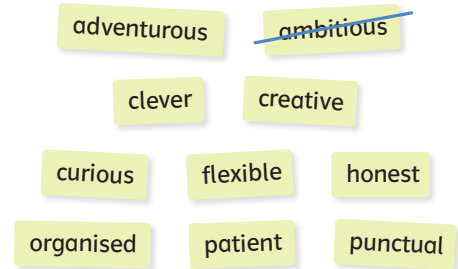 adventurous ambitious
clever creative
curious flexible honest
organised patient punctual